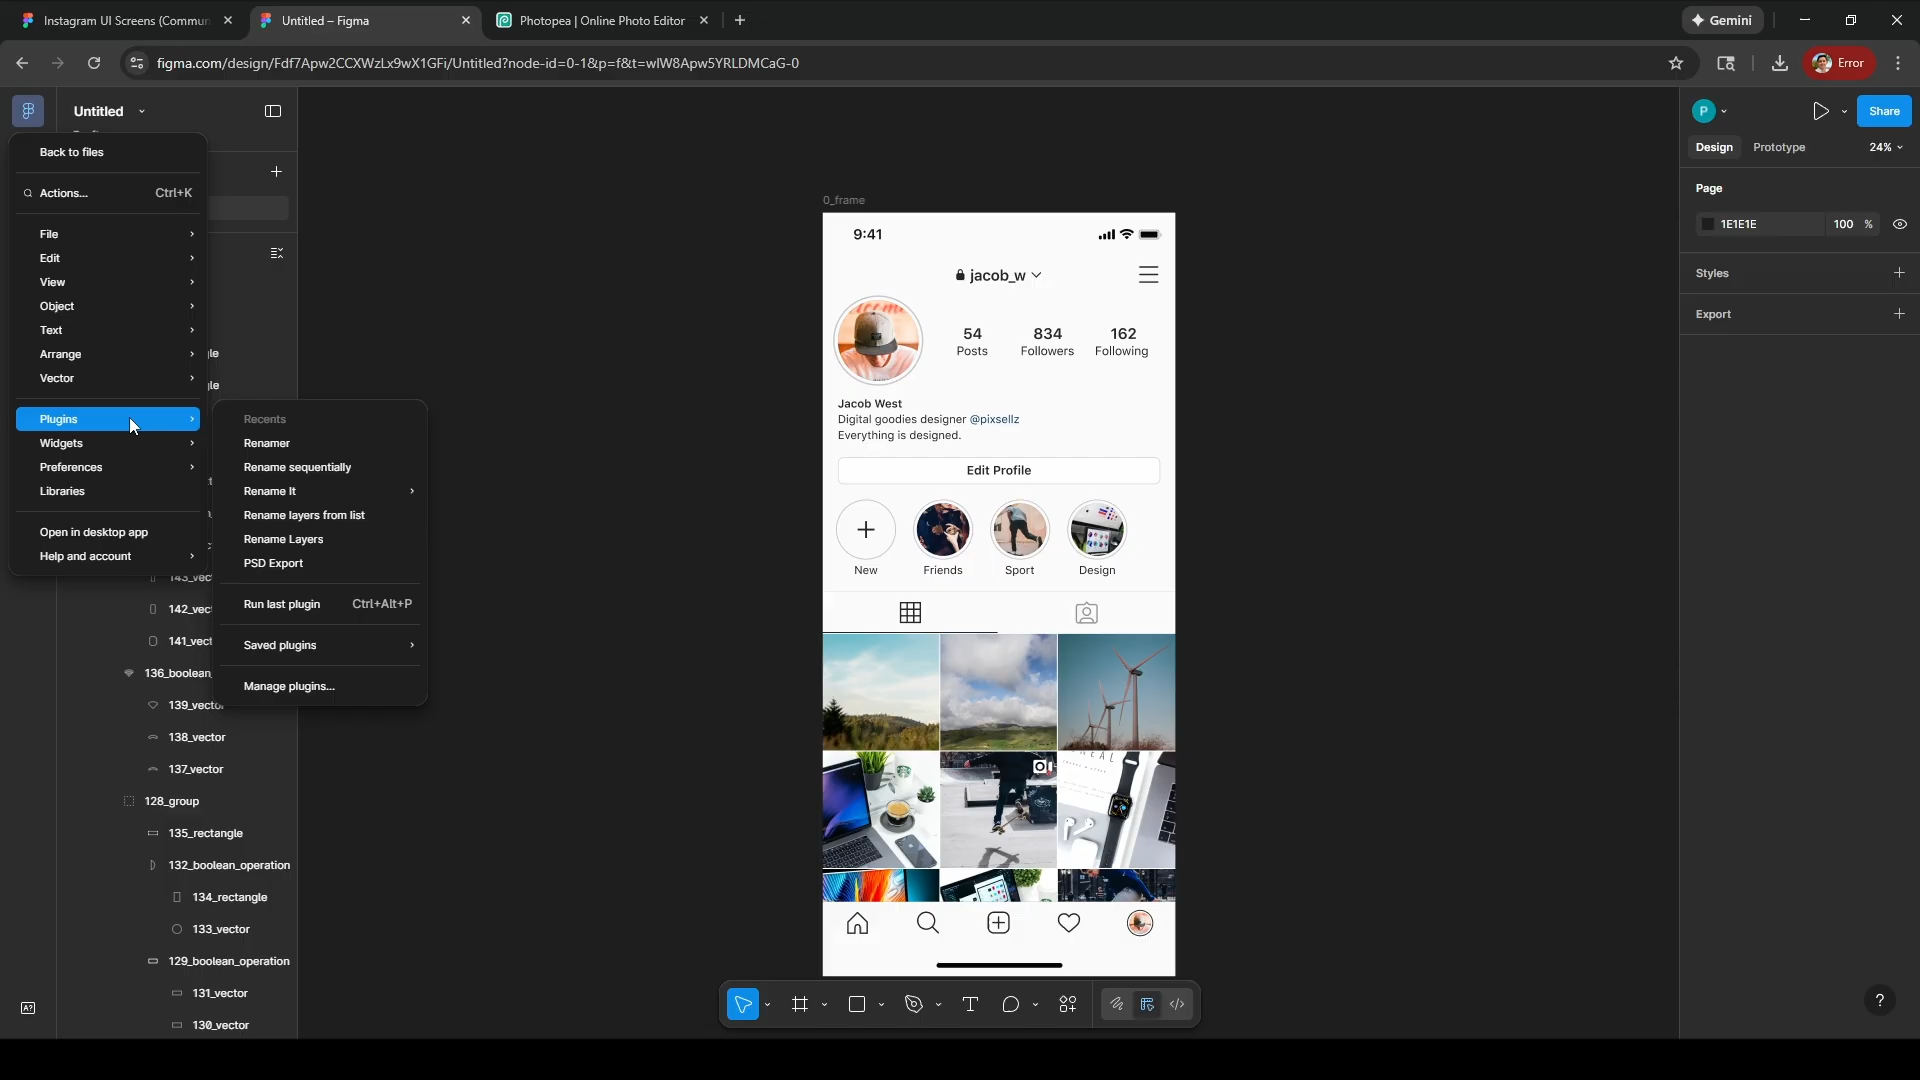 Instagram UI Screens (Commun
Untitled – Figma
Photopea | Online Photo Editor
Gemini
figma.com/design/Fdf7Apw2CCXWzLx9wX1GFi/Untitled?node-id=0-1&p=f&t=wlW8Apw5YRLDMCaG-0
Error
Untitled
Back to files
Actions... Ctrl+K
File
Edit
View
Object
Text
Arrange
Vector
Plugins
Widgets
Preferences
Libraries
Open in desktop app
Help and account
Recents
Renamer
Rename sequentially
Rename It
Rename layers from list
Rename Layers
PSD Export
Run last plugin Ctrl+Alt+P
Saved plugins
Manage plugins...
142_vect
141_vect
136_boolean_
139_vector
138_vector
137_vector
128_group
135_rectangle
132_boolean_operation
134_rectangle
133_vector
129_boolean_operation
131_vector
130_vector
0_frame
9:41
jacob_w
54 834 162
Posts Followers Following
Jacob West
Digital goodies designer @pixsellz
Everything is designed.
Edit Profile
New Friends Sport Design
P
Share
Design Prototype 24%
Page
1E1E1E 100 %
Styles
Export
A?
?